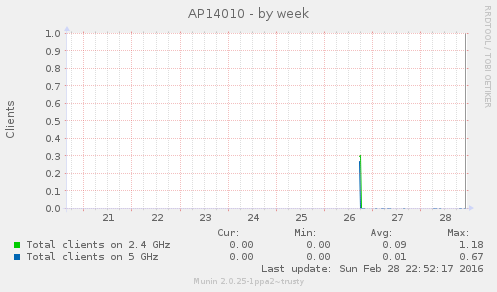 AP14010 - by week
RRDTOOL / TOBI OETIKER
Clients
1.0
0.9
0.8
0.7
0.6
0.5
0.4
0.3
0.2
0.1
0.0
21 22 23 24 25 26 27 28
Cur: Min: Avg: Max:
Total clients on 2.4 GHz 0.00 0.00 0.09 1.18
Total clients on 5 GHz 0.00 0.00 0.01 0.67
Last update: Sun Feb 28 22:52:17 2016
Munin 2.0.25-1ppa2~trusty